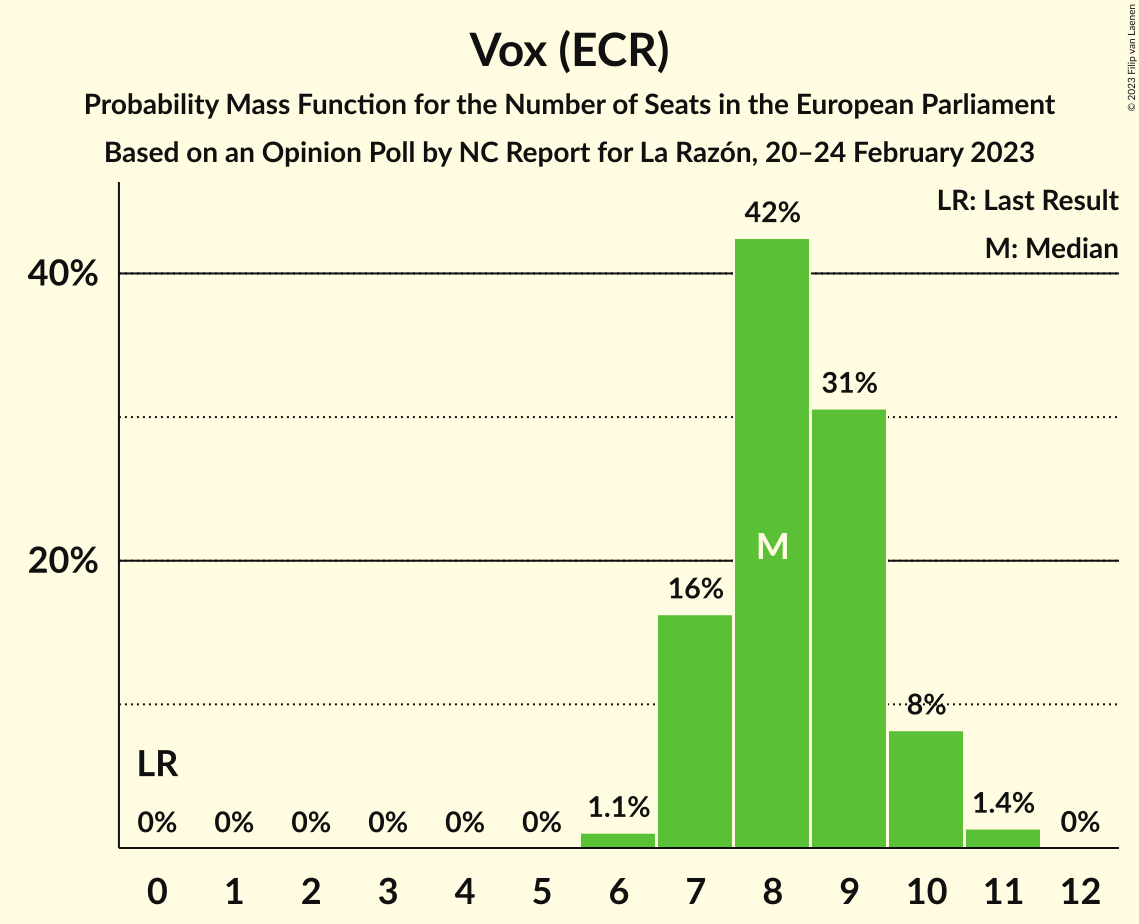 Vox (ECR)
Probability Mass Function for the Number of Seats in the European Parliament
Based on an Opinion Poll by NC Report for La Razón, 20–24 February 2023
© 2023 Filip van Laenen
LR: Last Result
M: Median
42%
40%
31%
M
20%
16%
8%
LR
0% 0% 0% 0% 0% 0% 1.1% 1.4% 0%
0 1 2 3 4 5 6 7 8 9 10 11 12